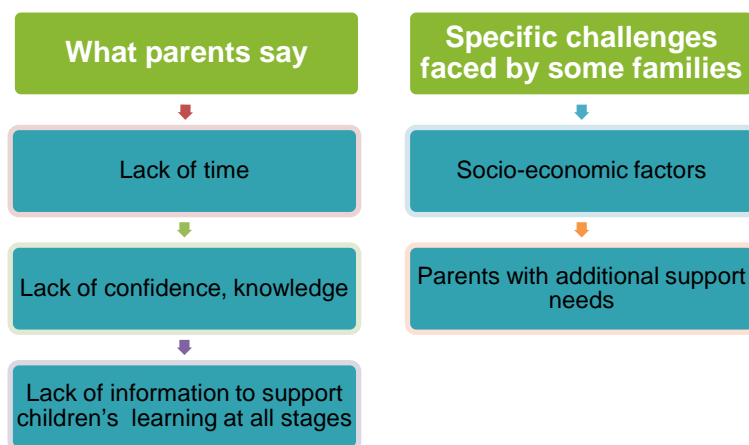 What parents say
Lack of time
Lack of confidence, knowledge
Lack of information to support
children’s learning at all stages
Specific challenges
faced by some families
Socio-economic factors
Parents with additional support
needs